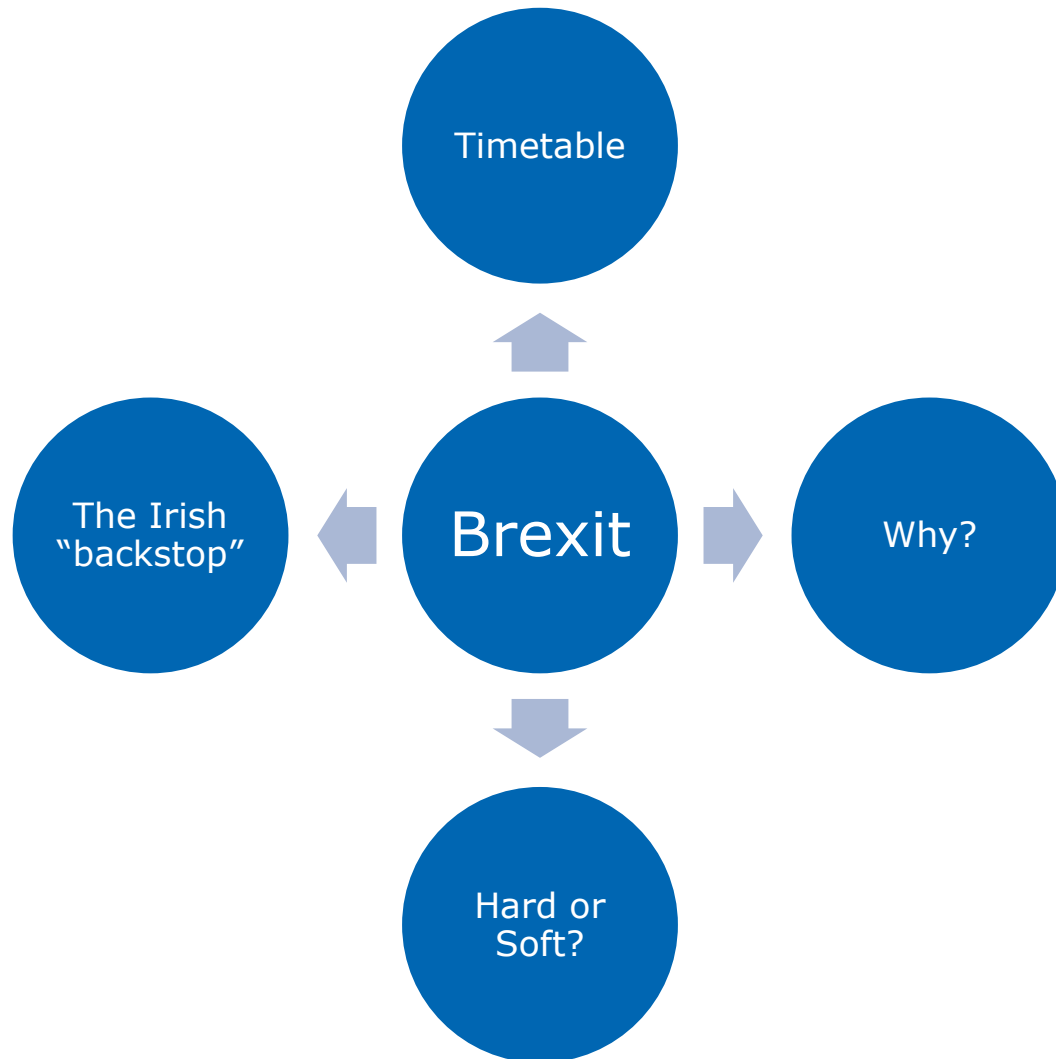 Timetable
The Irish
“backstop”
Brexit
Why?
Hard or
Soft?